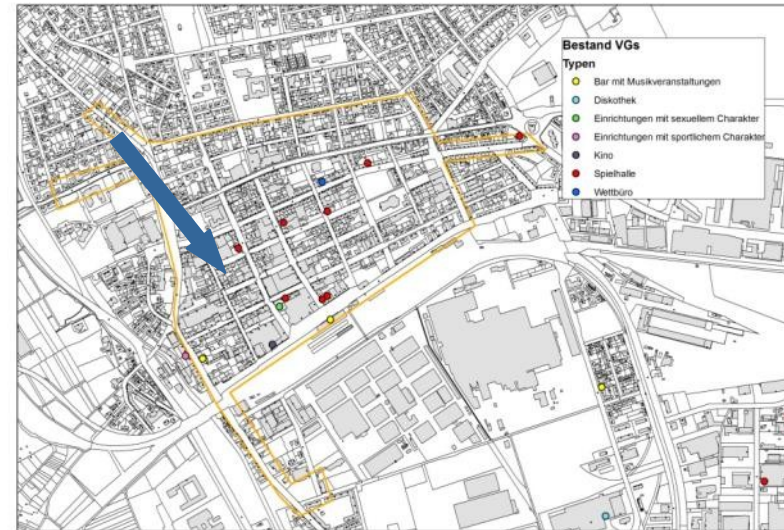 Bestand VGs
Typen
Bar mit Musikveranstaltungen
Diskothek
Einrichtungen mit sexuellem Charakter
Einrichtungen mit sportlichem Charakter
Kino
Spielhalle
Wettbüro